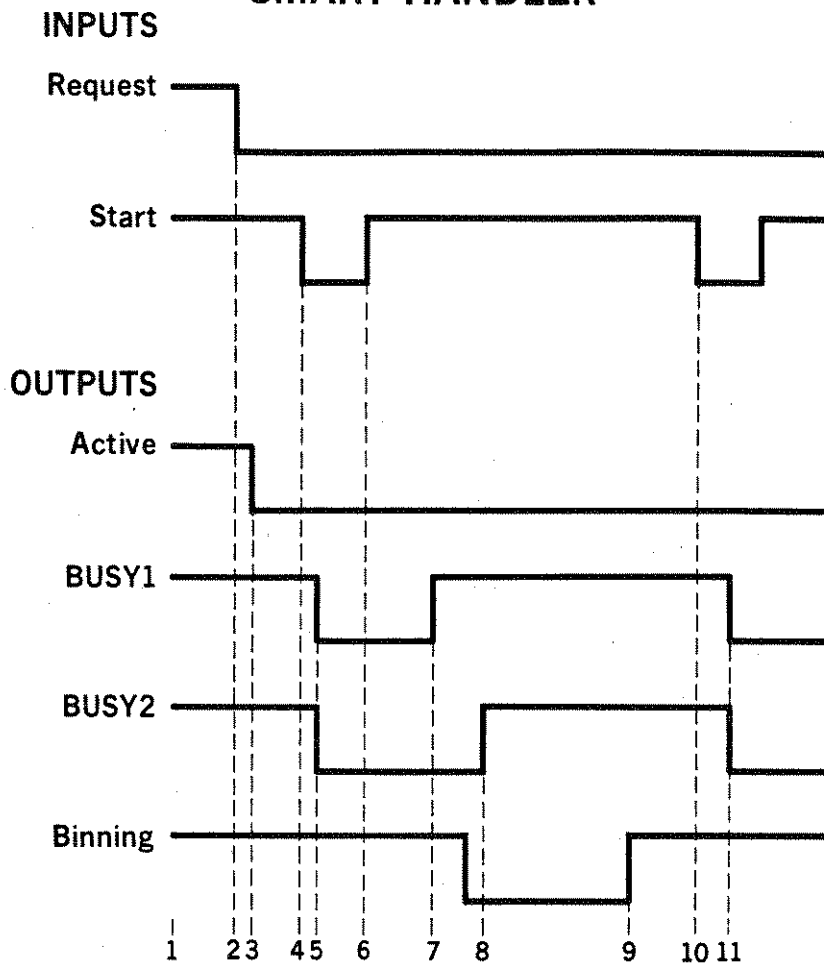 INPUTS
Request
Start
OUTPUTS
Active
BUSY1
BUSY2
Binning
1 2 3 4 5 6 7 8 9 10 11